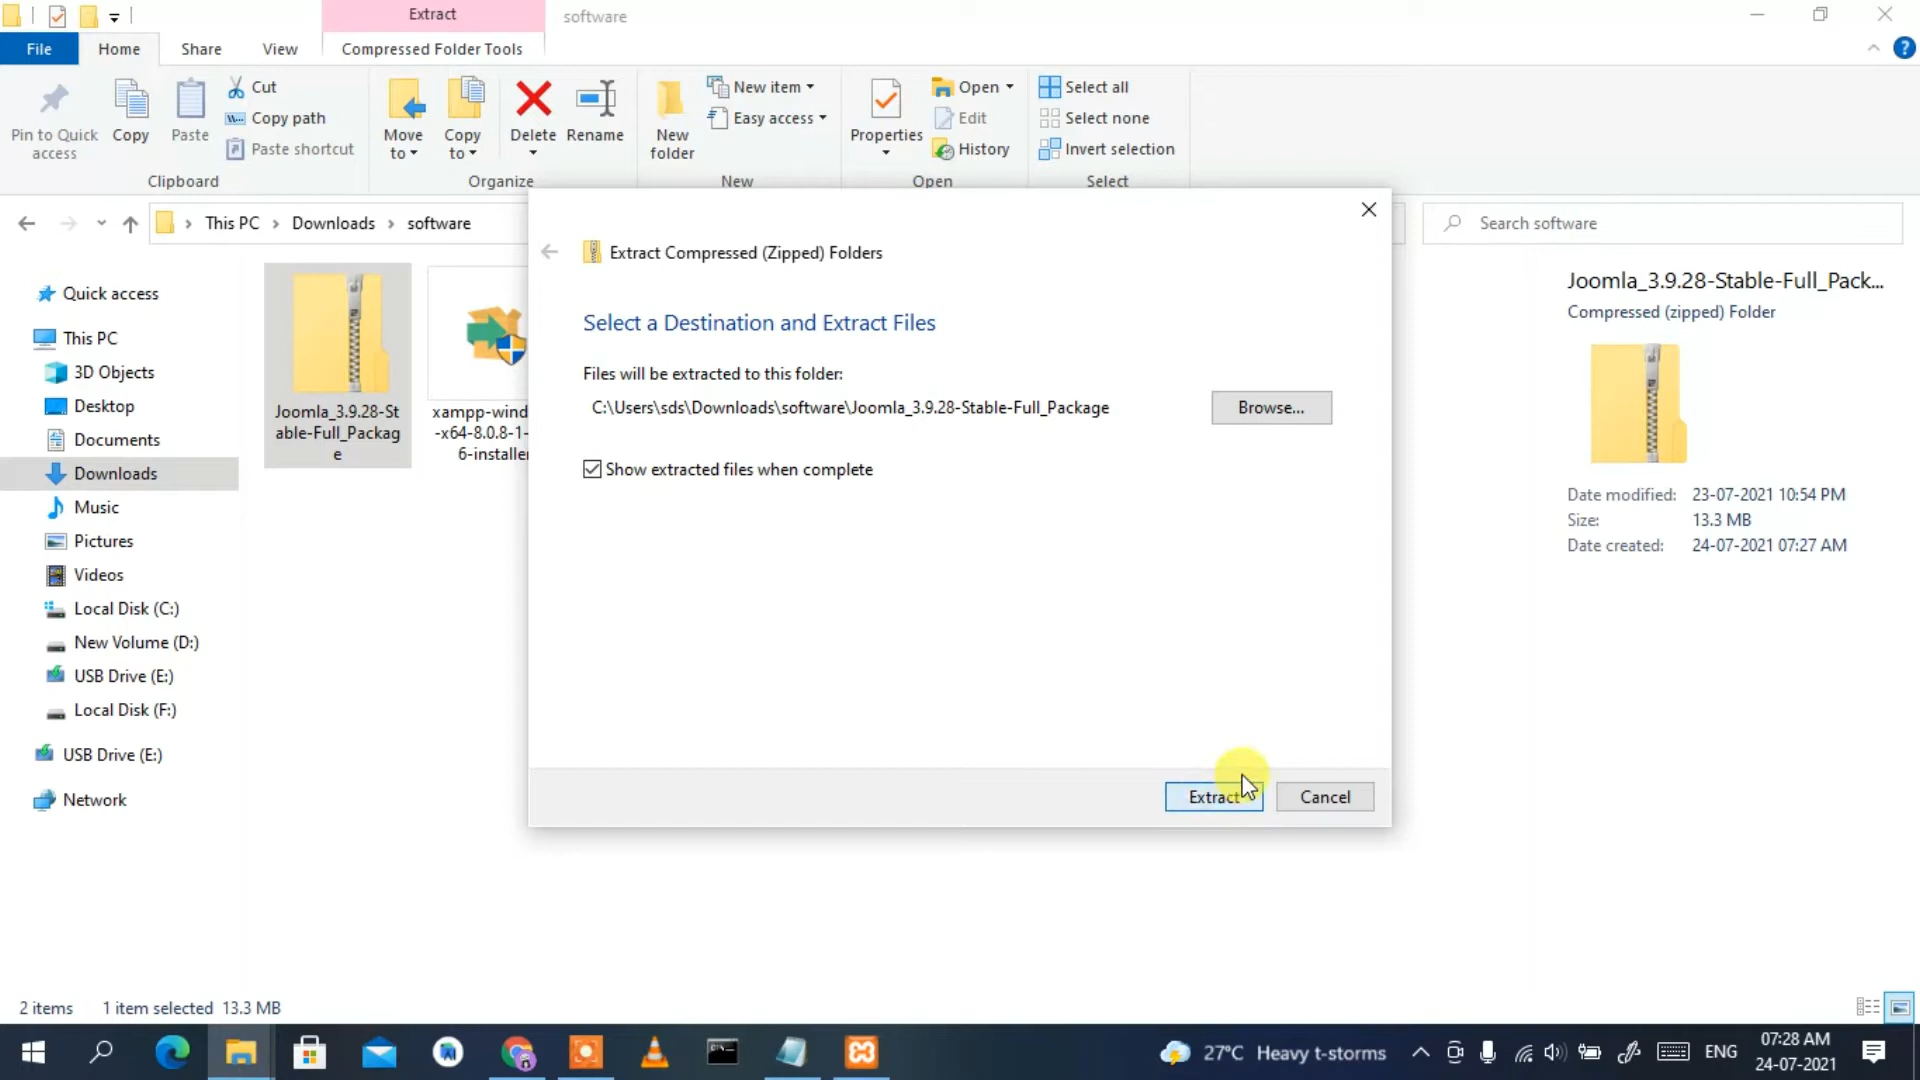 Extract
software
File
Home
Share
View
Compressed Folder Tools
Pin to Quick access
Copy
Paste
Cut
Copy path
Paste shortcut
Clipboard
Move to
Copy to
Delete
Rename
Organize
New folder
New item
Easy access
New
Properties
Open
Edit
History
Open
Select all
Select none
Invert selection
Select
This PC
Downloads
software
Search software
Quick access
This PC
3D Objects
Desktop
Documents
Downloads
Music
Pictures
Videos
Local Disk (C:)
New Volume (D:)
USB Drive (E:)
Local Disk (F:)
USB Drive (E:)
Network
Joomla_3.9.28-St
able-Full_Packag
e
xampp-wind
-x64-8.0.8-1-
6-installer
Extract Compressed (Zipped) Folders
Select a Destination and Extract Files
Files will be extracted to this folder:
C:\Users\sds\Downloads\software\Joomla_3.9.28-Stable-Full_Package
Browse...
Show extracted files when complete
Extract
Cancel
Joomla_3.9.28-Stable-Full_Pack...
Compressed (zipped) Folder
Date modified: 23-07-2021 10:54 PM
Size: 13.3 MB
Date created: 24-07-2021 07:27 AM
2 items
1 item selected 13.3 MB
27°C Heavy t-storms
ENG
07:28 AM
24-07-2021